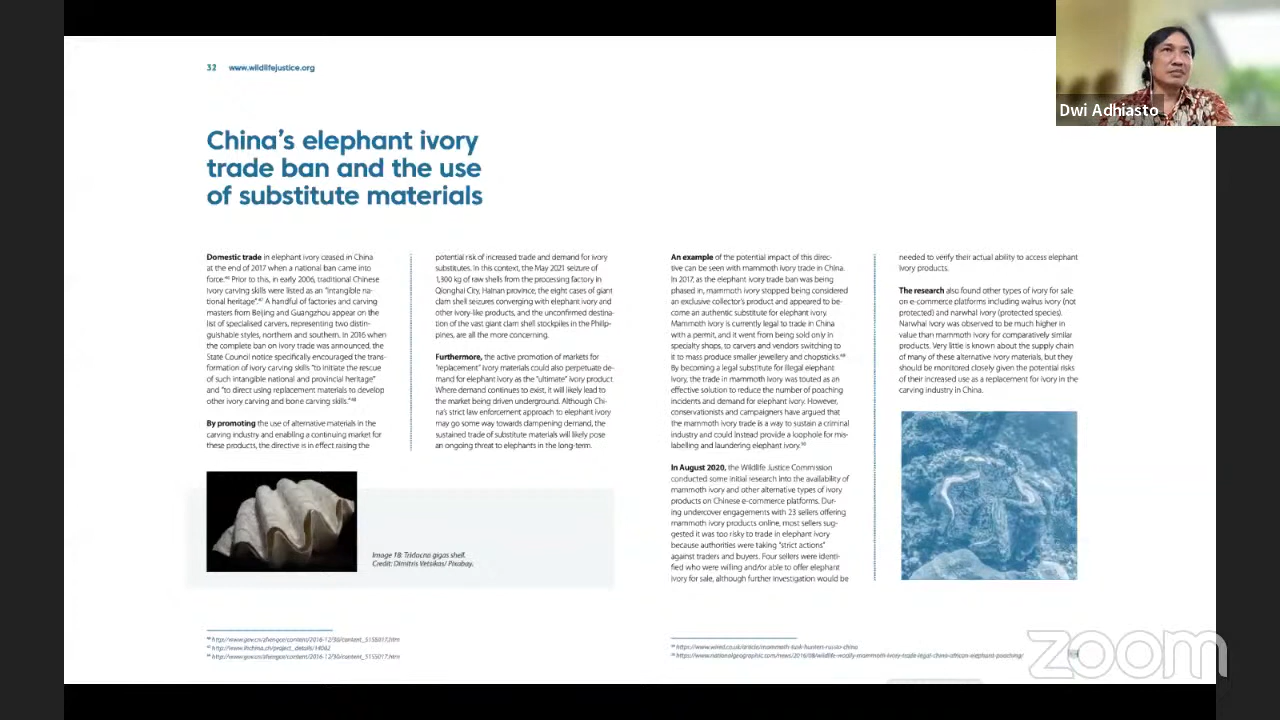 32 www.wildlifejustice.org
China's elephant ivory
trade ban and the use
of substitute materials
Domestic trade in elephant ivory ceased in China
at the end of 2017 when a national ban came into
force.⁴⁶ Prior to this, in early 2006, traditional Chinese
ivory carving skills were listed as an "intangible na-
tional heritage".⁴⁷ A handful of factories and carving
masters from Beijing and Guangzhou appear on the
list of specialised carvers, representing two distin-
guishable styles, northern and southern. In 2016 when
the complete ban on ivory trade was announced, the
State Council notice specifically encouraged the trans-
formation of ivory carving skills "to initiate the rescue
of such intangible national and provincial heritage"
and "to direct using replacement materials to develop
other ivory carving and bone carving skills."⁴⁸
By promoting the use of alternative materials in the
carving industry and enabling a continuing market for
these products, the directive is in effect raising the
potential risk of increased trade and demand for ivory
substitutes. In this context, the May 2021 seizure of
1,900 kg of raw shells from the processing factory in
Qionghai City, Hainan province, the eight cases of giant
clam shell seizures converging with elephant ivory and
other ivory-like products, and the unconfirmed destina-
tion of the vast giant clam shell stockpiles in the Philip-
pines, are all the more concerning.
Furthermore, the active promotion of markets for
"replacement" ivory materials could also perpetuate de-
mand for elephant ivory as the "ultimate" ivory product.
Where demand continues to exist, it will likely lead to
the market being driven underground. Although Chi-
na's strict law enforcement approach to elephant ivory
may go some way towards dampening demand, the
sustained trade of substitute materials will likely pose
an ongoing threat to elephants in the long-term.
Image 18: Tridacna gigas shell.
Credit: Dimitris Vetsikas/ Pixabay.
An example of the potential impact of this direc-
tive can be seen with mammoth ivory trade in China.
In 2017, as the elephant ivory trade ban was being
phased in, mammoth ivory stopped being considered
an exclusive collector's product and appeared to be-
come an authentic substitute for elephant ivory.
Mammoth ivory is currently legal to trade in China
with a permit, and it went from being sold only in
specialty shops, to carvers and vendors switching to
it to mass produce smaller jewellery and chopsticks.⁴⁹
By becoming a legal substitute for illegal elephant
ivory, the trade in mammoth ivory was touted as an
effective solution to reduce the number of poaching
incidents and demand for elephant ivory. However,
conservationists and campaigners have argued that
the mammoth ivory trade is a way to sustain a criminal
industry and could instead provide a loophole for mis-
labelling and laundering elephant ivory.⁵⁰
In August 2020, the Wildlife Justice Commission
conducted some initial research into the availability of
mammoth ivory and other alternative types of ivory
products on Chinese e-commerce platforms. Dur-
ing undercover engagements with 23 sellers offering
mammoth ivory products online, most sellers sug-
gested it was too risky to trade in elephant ivory
because authorities were taking "strict actions"
against traders and buyers. Four sellers were identi-
fied who were willing and/or able to offer elephant
ivory for sale, although further investigation would be
needed to verify their actual ability to access elephant
ivory products.
The research also found other types of ivory for sale
on e-commerce platforms including walrus ivory (not
protected) and narwhal ivory (protected species).
Narwhal ivory was observed to be much higher in
value than mammoth ivory for comparatively similar
products. Very little is known about the supply chain
of many of these alternative ivory materials, but they
should be monitored closely given the potential risks
of their increased use as a replacement for ivory in the
carving industry in China.
Dwi Adhiasto
zoom